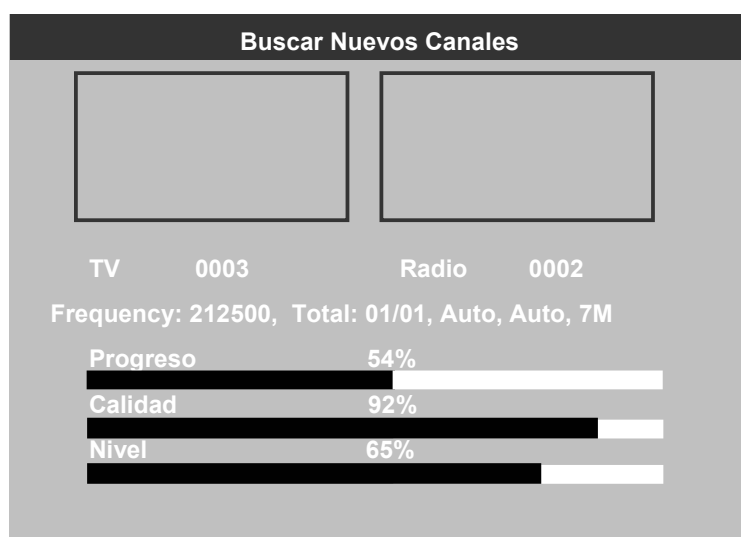 Buscar Nuevos Canales
TV 0003 Radio 0002
Frequency: 212500, Total: 01/01, Auto, Auto, 7M
Progreso 54%
Calidad 92%
Nivel 65%